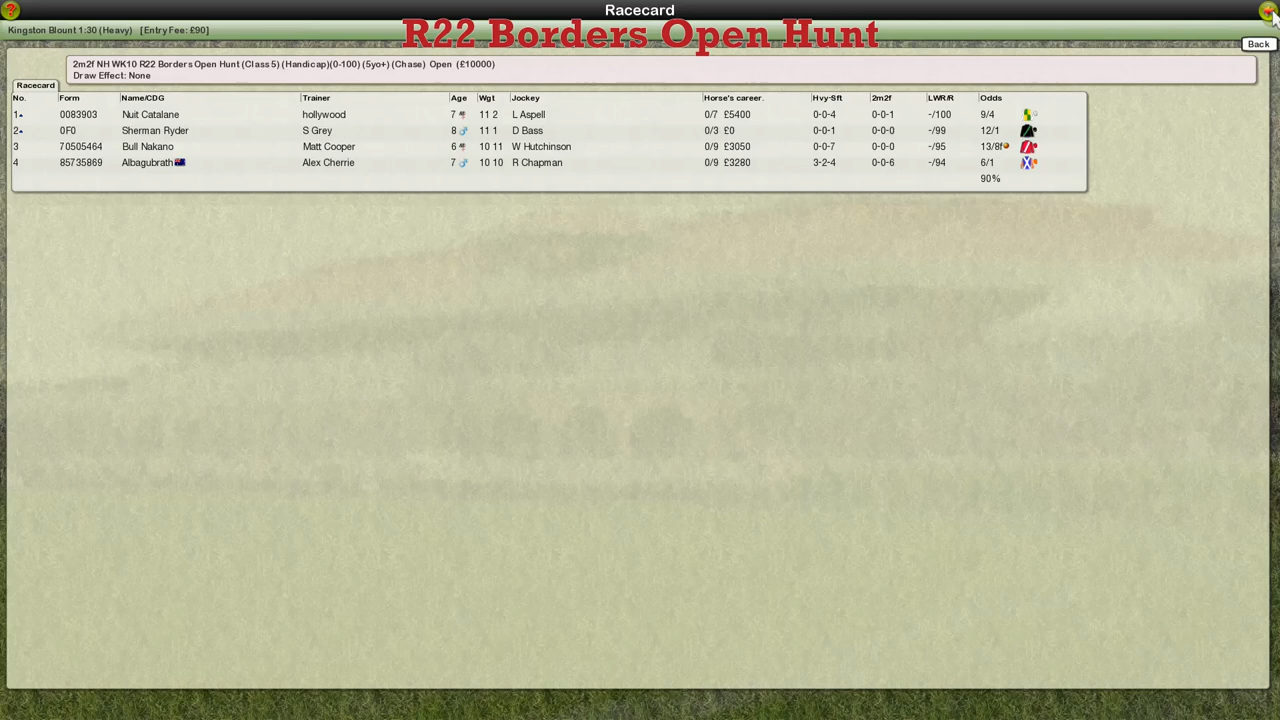 Racecard
R22 Borders Open Hunt
Kingston Blount 1:30 (Heavy) [Entry Fee: £90]
Back
2m2f NH WK10 R22 Borders Open Hunt (Class 5) (Handicap)(0-100) (5yo+) (Chase) Open (£10000)
Draw Effect: None
Racecard
No. Form Name/CDG Trainer Age Wgt Jockey Horse's career. Hvy-Sft 2m2f LWR/R Odds
1 0083903 Nuit Catalane hollywood 7 11 2 L Aspell 0/7 £5400 0-0-4 0-0-1 -/100 9/4
2 0F0 Sherman Ryder S Grey 8 11 1 D Bass 0/3 £0 0-0-1 0-0-0 -/99 12/1
3 70505464 Bull Nakano Matt Cooper 6 10 11 W Hutchinson 0/9 £3050 0-0-7 0-0-0 -/95 13/8f
4 85735869 Albagubrath Alex Cherrie 7 10 10 R Chapman 0/9 £3280 3-2-4 0-0-6 -/94 6/1
90%